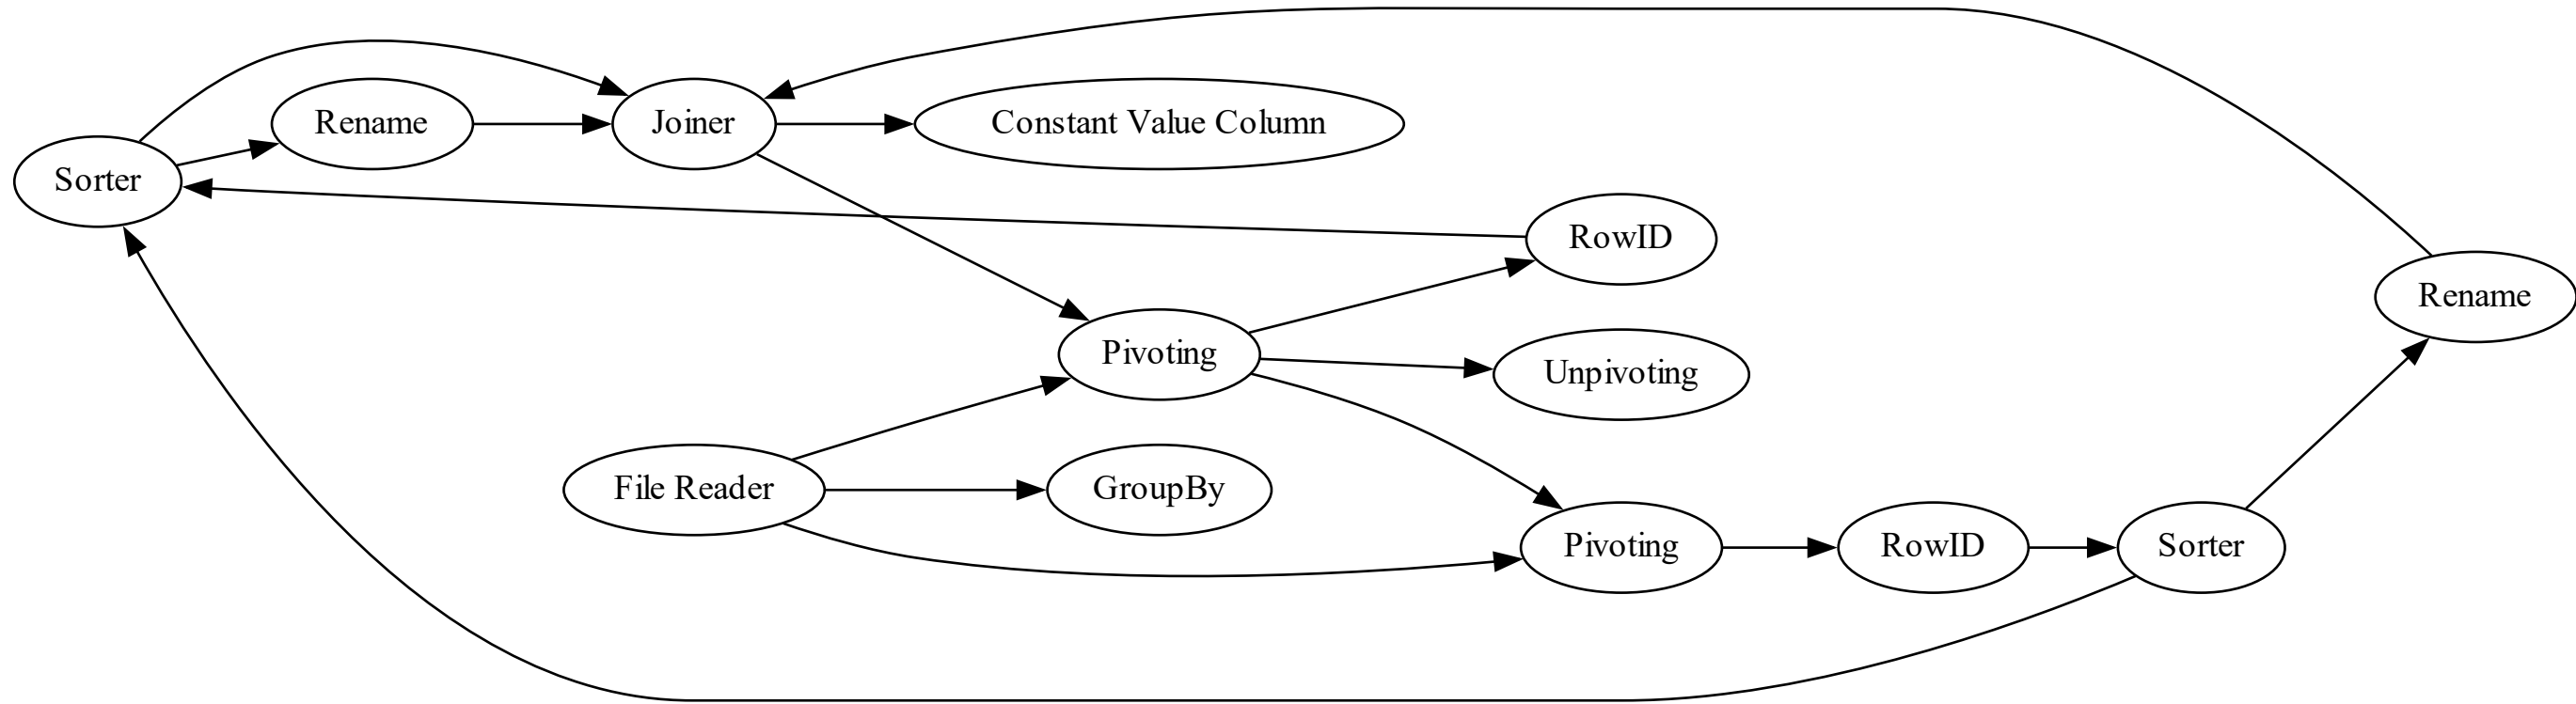 Rename
Joiner
Constant Value Column
Sorter
RowID
Rename
Pivoting
Unpivoting
File Reader
GroupBy
Pivoting
RowID
Sorter